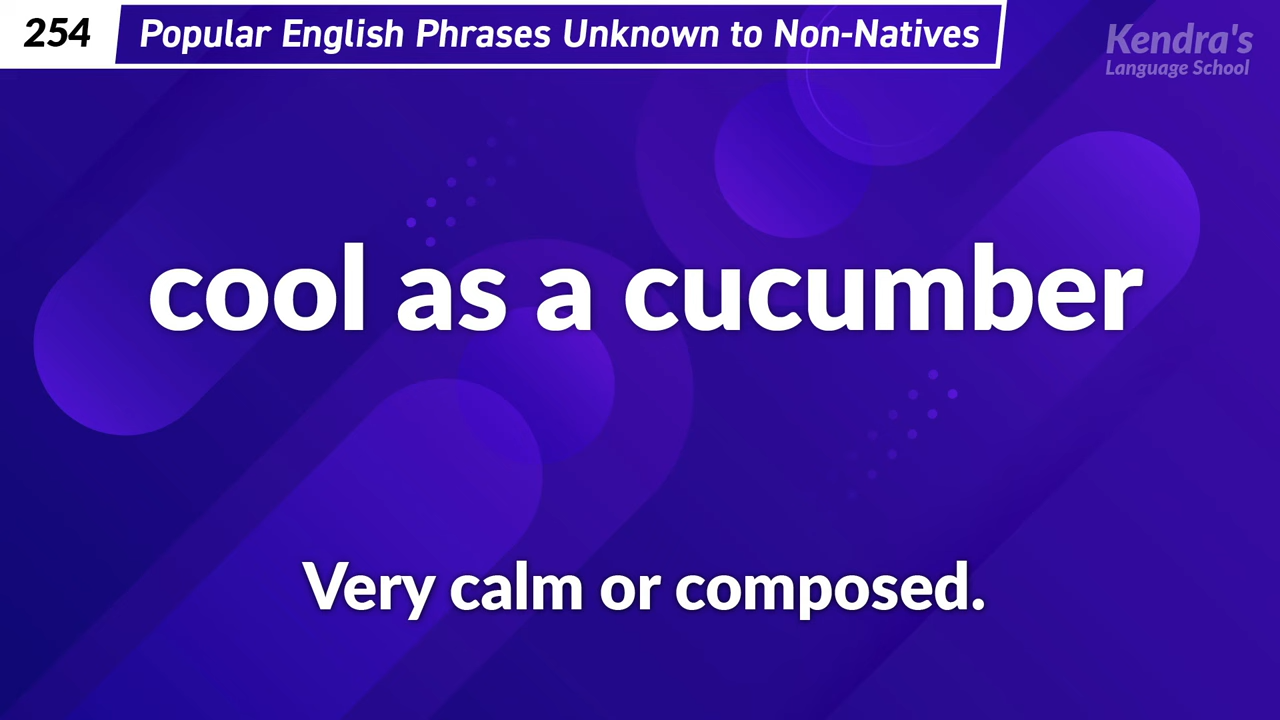 254 Popular English Phrases Unknown to Non-Natives
Kendra's
Language School
cool as a cucumber
Very calm or composed.